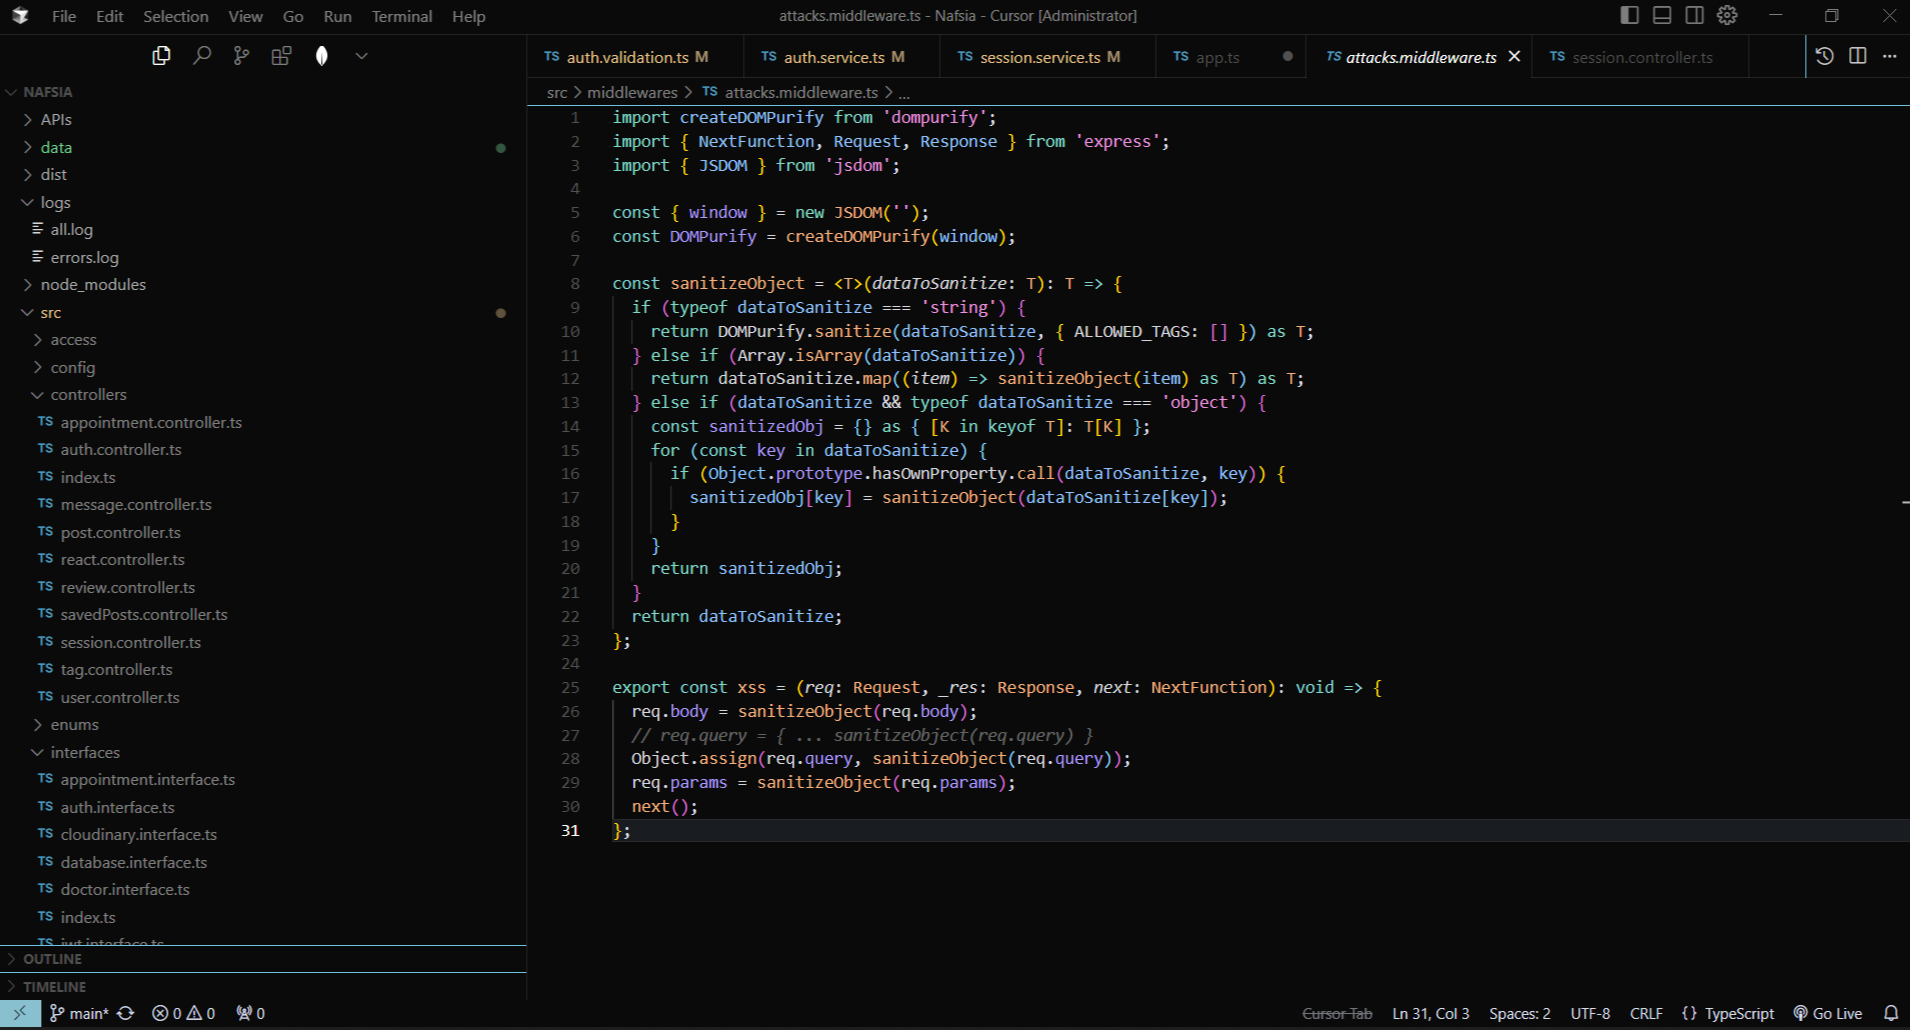 File Edit Selection View Go Run Terminal Help
attacks.middleware.ts - Nafsia - Cursor [Administrator]
TS auth.validation.ts M
TS auth.service.ts M
TS session.service.ts M
TS app.ts
TS attacks.middleware.ts
TS session.controller.ts
src > middlewares > TS attacks.middleware.ts > ...
NAFSIA
APIs
data
dist
logs
all.log
errors.log
node_modules
src
access
config
controllers
TS appointment.controller.ts
TS auth.controller.ts
TS index.ts
TS message.controller.ts
TS post.controller.ts
TS react.controller.ts
TS review.controller.ts
TS savedPosts.controller.ts
TS session.controller.ts
TS tag.controller.ts
TS user.controller.ts
enums
interfaces
TS appointment.interface.ts
TS auth.interface.ts
TS cloudinary.interface.ts
TS database.interface.ts
TS doctor.interface.ts
TS index.ts
TS jwt.interface.ts
OUTLINE
TIMELINE
1 import createDOMPurify from 'dompurify';
2 import { NextFunction, Request, Response } from 'express';
3 import { JSDOM } from 'jsdom';
4
5 const { window } = new JSDOM('');
6 const DOMPurify = createDOMPurify(window);
7
8 const sanitizeObject = <T>(dataToSanitize: T): T => {
9   if (typeof dataToSanitize === 'string') {
10     return DOMPurify.sanitize(dataToSanitize, { ALLOWED_TAGS: [] }) as T;
11   } else if (Array.isArray(dataToSanitize)) {
12     return dataToSanitize.map((item) => sanitizeObject(item) as T) as T;
13   } else if (dataToSanitize && typeof dataToSanitize === 'object') {
14     const sanitizedObj = {} as { [K in keyof T]: T[K] };
15     for (const key in dataToSanitize) {
16       if (Object.prototype.hasOwnProperty.call(dataToSanitize, key)) {
17         sanitizedObj[key] = sanitizeObject(dataToSanitize[key]);
18       }
19     }
20     return sanitizedObj;
21   }
22   return dataToSanitize;
23 };
24
25 export const xss = (req: Request, _res: Response, next: NextFunction): void => {
26   req.body = sanitizeObject(req.body);
27   // req.query = { ... sanitizeObject(req.query) }
28   Object.assign(req.query, sanitizeObject(req.query));
29   req.params = sanitizeObject(req.params);
30   next();
31 };
main* 0 0 0
Cursor Tab Ln 31, Col 3 Spaces: 2 UTF-8 CRLF {} TypeScript Go Live